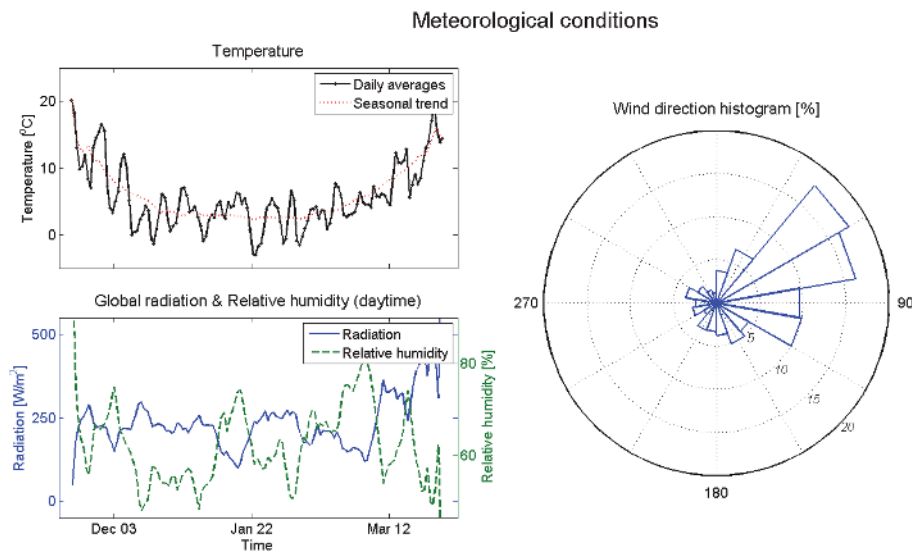 Meteorological conditions
Temperature
Daily averages
Seasonal trend
Temperature [⁰C]
20
10
0
Global radiation & Relative humidity (daytime)
Radiation
Relative humidity
Radiation [W/m²]
500
250
0
Relative humidity [%]
80
60
Dec 03
Jan 22
Mar 12
Time
Wind direction histogram [%]
270
90
180
5
10
15
20